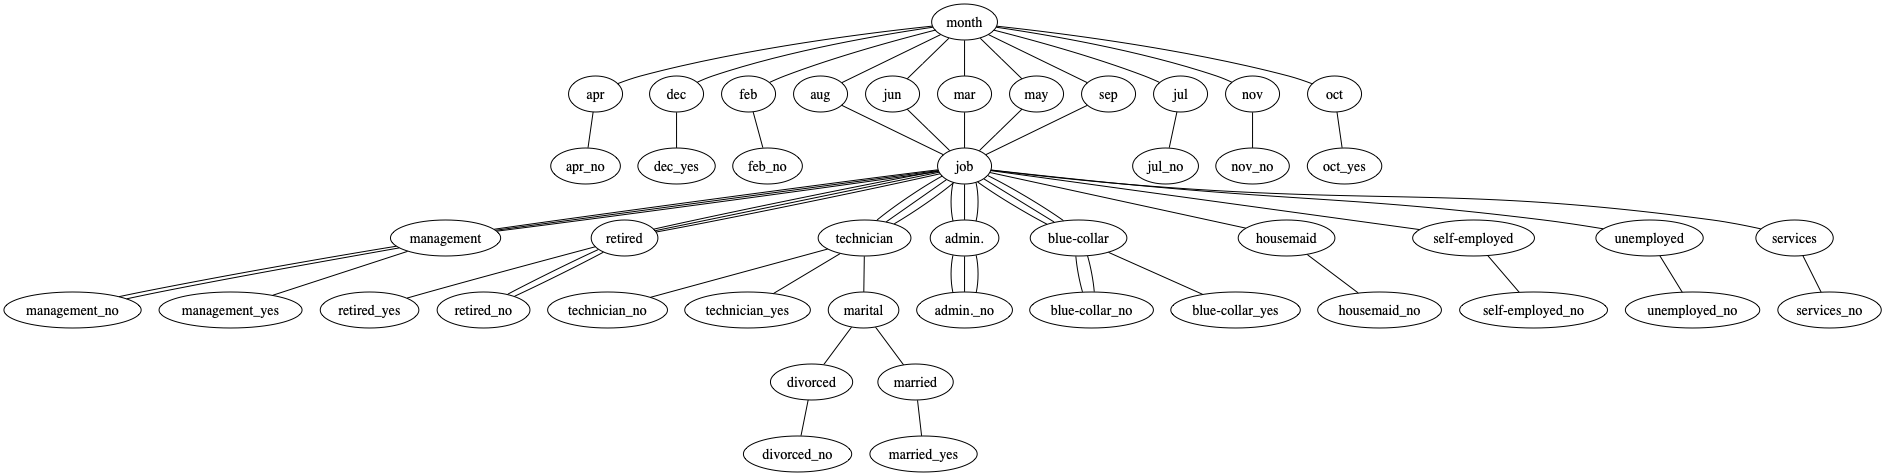 month
apr dec feb aug jun mar may sep jul nov oct
apr_no dec_yes feb_no job jul_no nov_no oct_yes
management retired technician admin. blue-collar housemaid self-employed unemployed services
management_no management_yes retired_yes retired_no technician_no technician_yes marital admin._no blue-collar_no blue-collar_yes housemaid_no self-employed_no unemployed_no services_no
divorced married
divorced_no married_yes